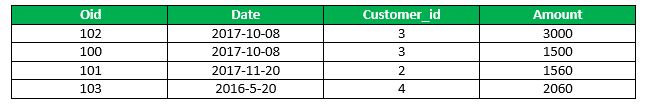 Oid Date Customer_id Amount
102 2017-10-08 3 3000
100 2017-10-08 3 1500
101 2017-11-20 2 1560
103 2016-5-20 4 2060